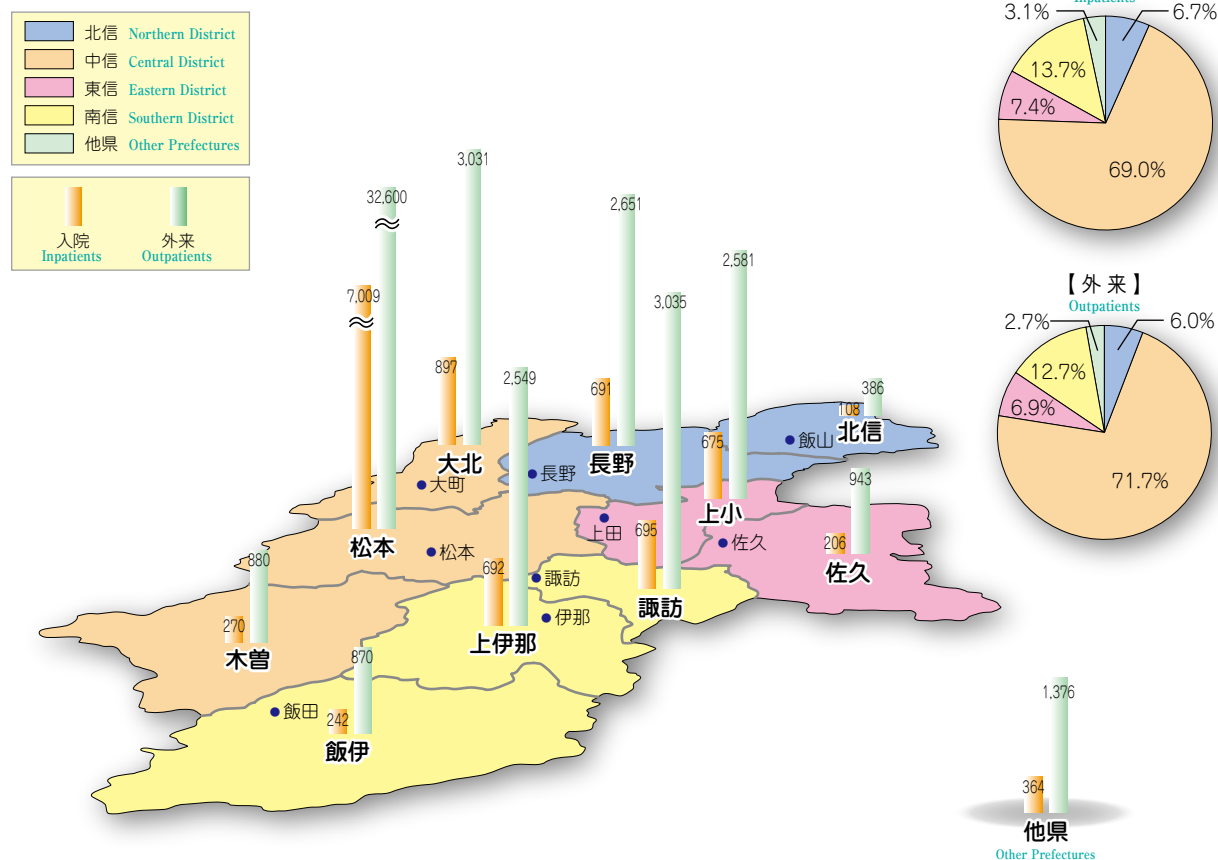 北信 Northern District
中信 Central District
東信 Eastern District
南信 Southern District
他県 Other Prefectures
入院 外来
Inpatients Outpatients
3.1% 6.7%
13.7%
7.4%
69.0%
【外来】
Outpatients
2.7% 6.0%
12.7%
6.9%
71.7%
3,031
32,600
2,651
2,581
7,009
3,035
897
2,549
691
386
108
北信
飯山
675
大北
長野
長野
大町
943
上小
695
上田
佐久
206
松本
松本
880
692
諏訪
佐久
諏訪
270
伊那
上伊那
木曽
870
飯田
242
飯伊
1,376
364
他県
Other Prefectures